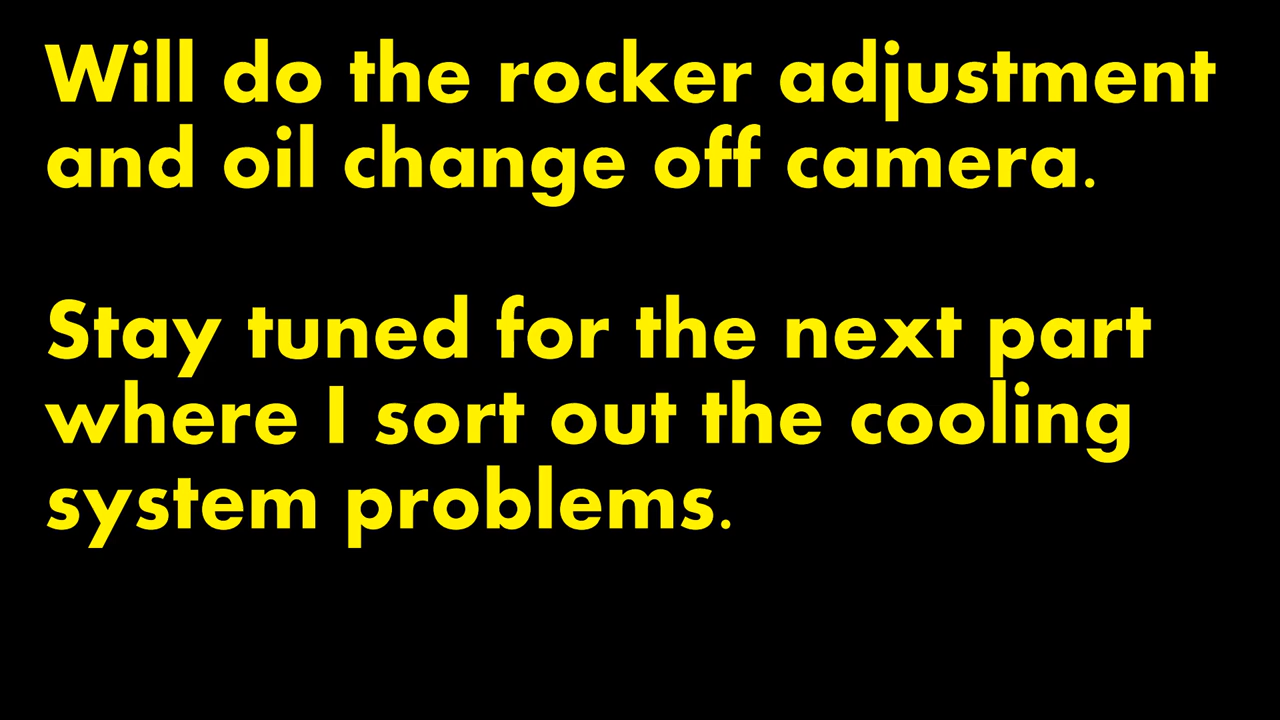 Will do the rocker adjustment
and oil change off camera.
Stay tuned for the next part
where I sort out the cooling
system problems.